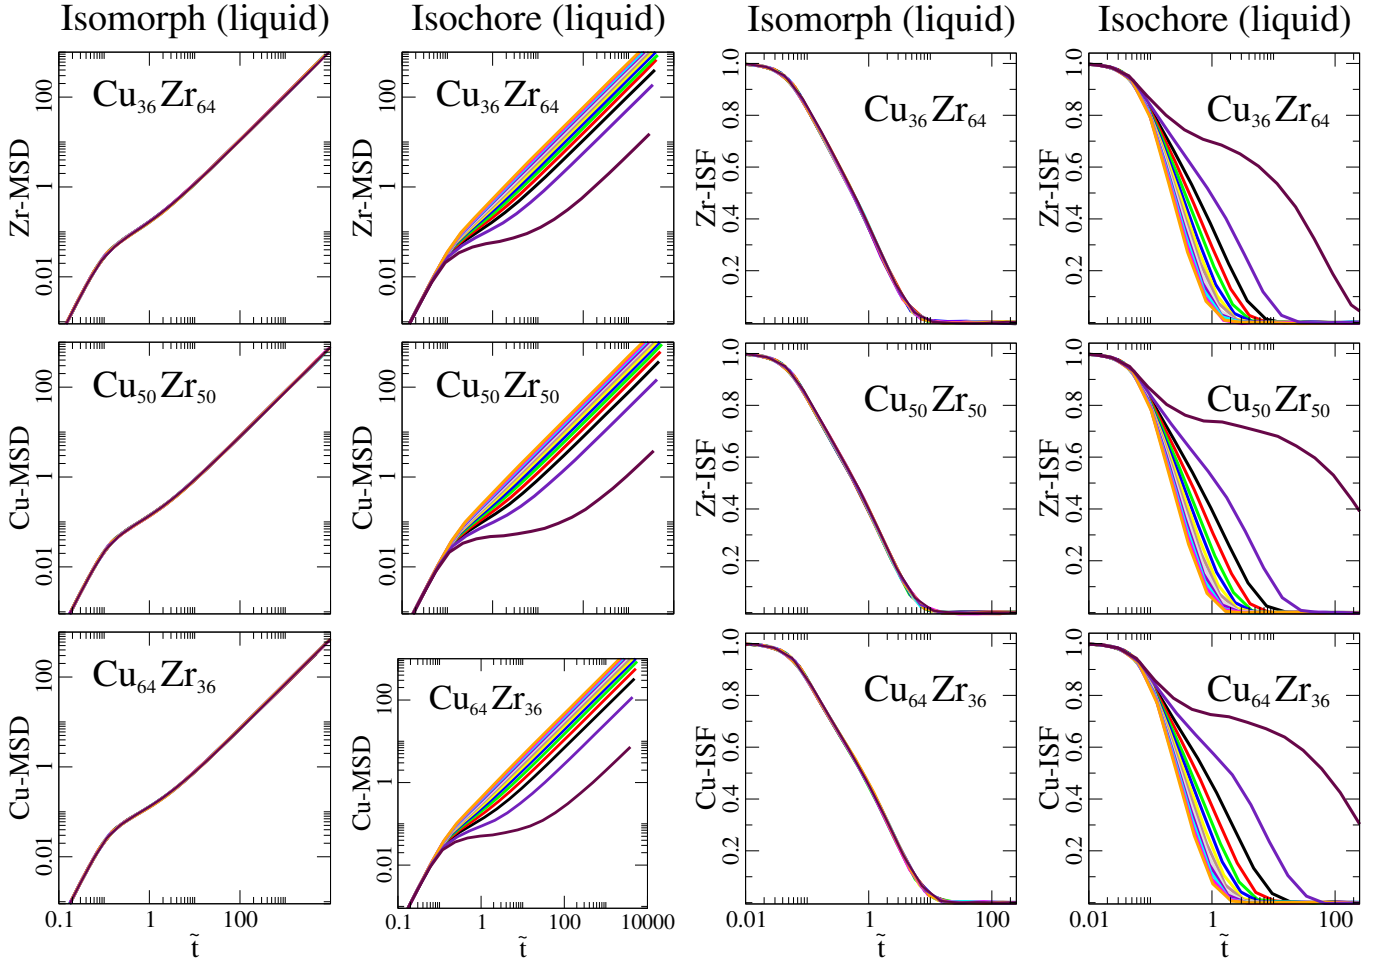 Isomorph (liquid)
Isochore (liquid)
Isomorph (liquid)
Isochore (liquid)
Zr-MSD
100
1
0.01
Cu36Zr64
Zr-MSD
100
1
0.01
Cu36Zr64
Zr-ISF
1.0
0.8
0.6
0.4
0.2
Cu36Zr64
Zr-ISF
1.0
0.8
0.6
0.4
0.2
Cu36Zr64
Cu-MSD
100
1
0.01
Cu50Zr50
Cu-MSD
100
1
0.01
Cu50Zr50
Zr-ISF
1.0
0.8
0.6
0.4
0.2
Cu50Zr50
Zr-ISF
1.0
0.8
0.6
0.4
0.2
Cu50Zr50
Cu-MSD
100
1
0.01
Cu64Zr36
0.1 1 100
t̃
Cu-MSD
100
1
0.01
Cu64Zr36
0.1 1 100 10000
t̃
Cu-ISF
1.0
0.8
0.6
0.4
0.2
Cu64Zr36
0.01 1 100
t̃
Cu-ISF
1.0
0.8
0.6
0.4
0.2
Cu64Zr36
0.01 1 100
t̃